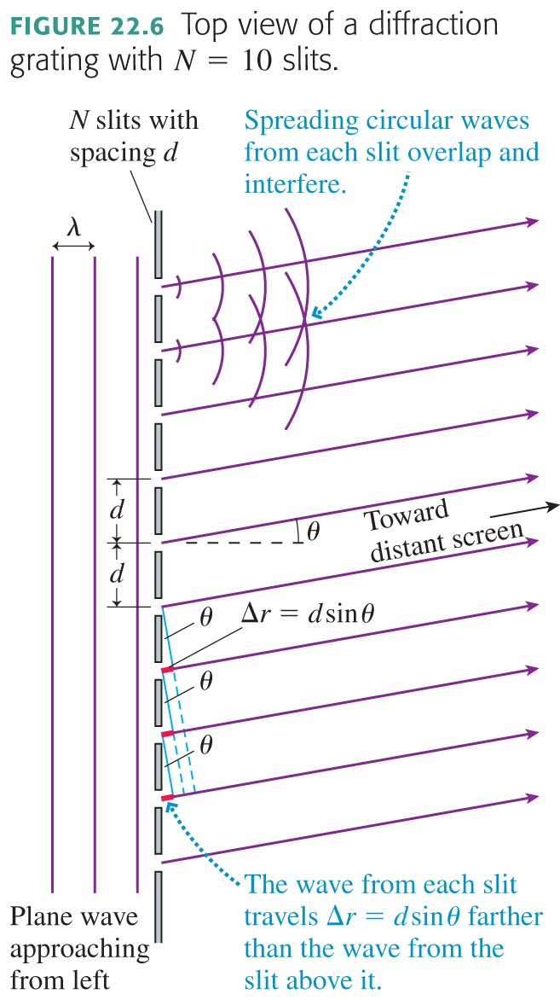 FIGURE 22.6 Top view of a diffraction
grating with N = 10 slits.
N slits with
spacing d
Spreading circular waves
from each slit overlap and
interfere.
λ
d
d
θ
Toward
distant screen
θ
Δr = d sin θ
θ
θ
The wave from each slit
travels Δr = d sin θ farther
than the wave from the
slit above it.
Plane wave
approaching
from left